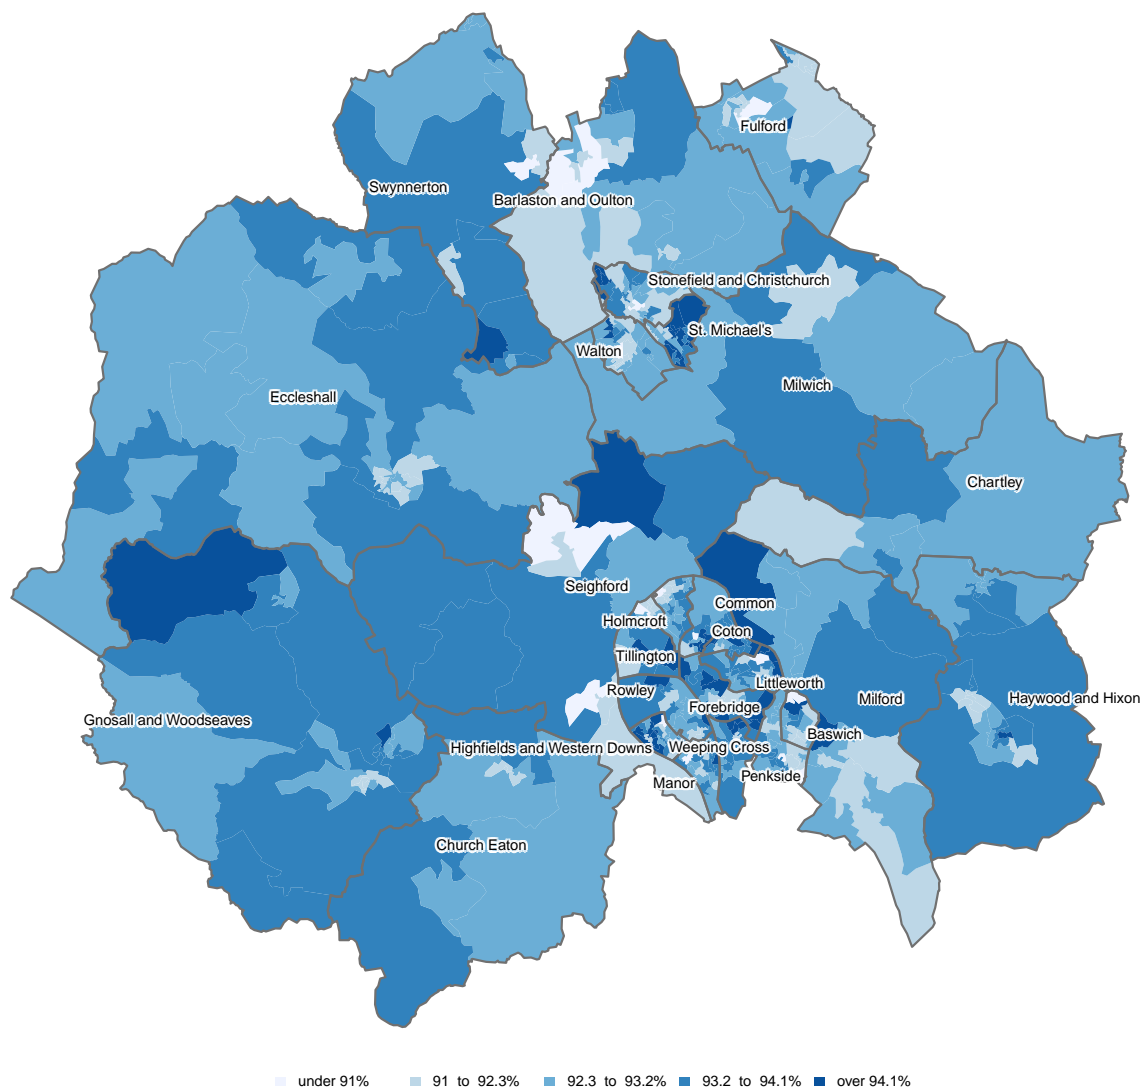 Fulford
Swynnerton
Barlaston and Oulton
Stonefield and Christchurch
St. Michael's
Walton
Milwich
Eccleshall
Chartley
Seighford
Common
Holmcroft
Coton
Tillington
Littleworth
Rowley
Milford
Haywood and Hixon
Forebridge
Gnosall and Woodseaves
Baswich
Highfields and Western Downs
Weeping Cross
Penkside
Manor
Church Eaton
under 91% 91 to 92.3% 92.3 to 93.2% 93.2 to 94.1% over 94.1%